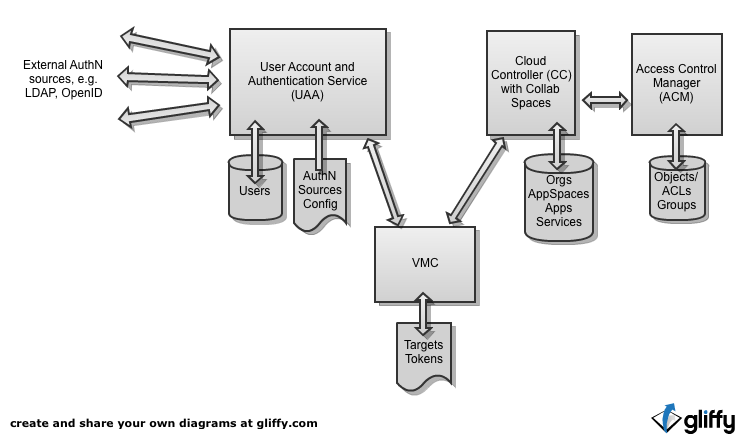 External AuthN
sources, e.g.
LDAP, OpenID
User Account and
Authentication Service
(UAA)
Cloud
Controller (CC)
with Collab
Spaces
Access Control
Manager
(ACM)
Users
AuthN
Sources
Config
Orgs
AppSpaces
Apps
Services
Objects/
ACLs
Groups
VMC
Targets
Tokens
create and share your own diagrams at gliffy.com
gliffy